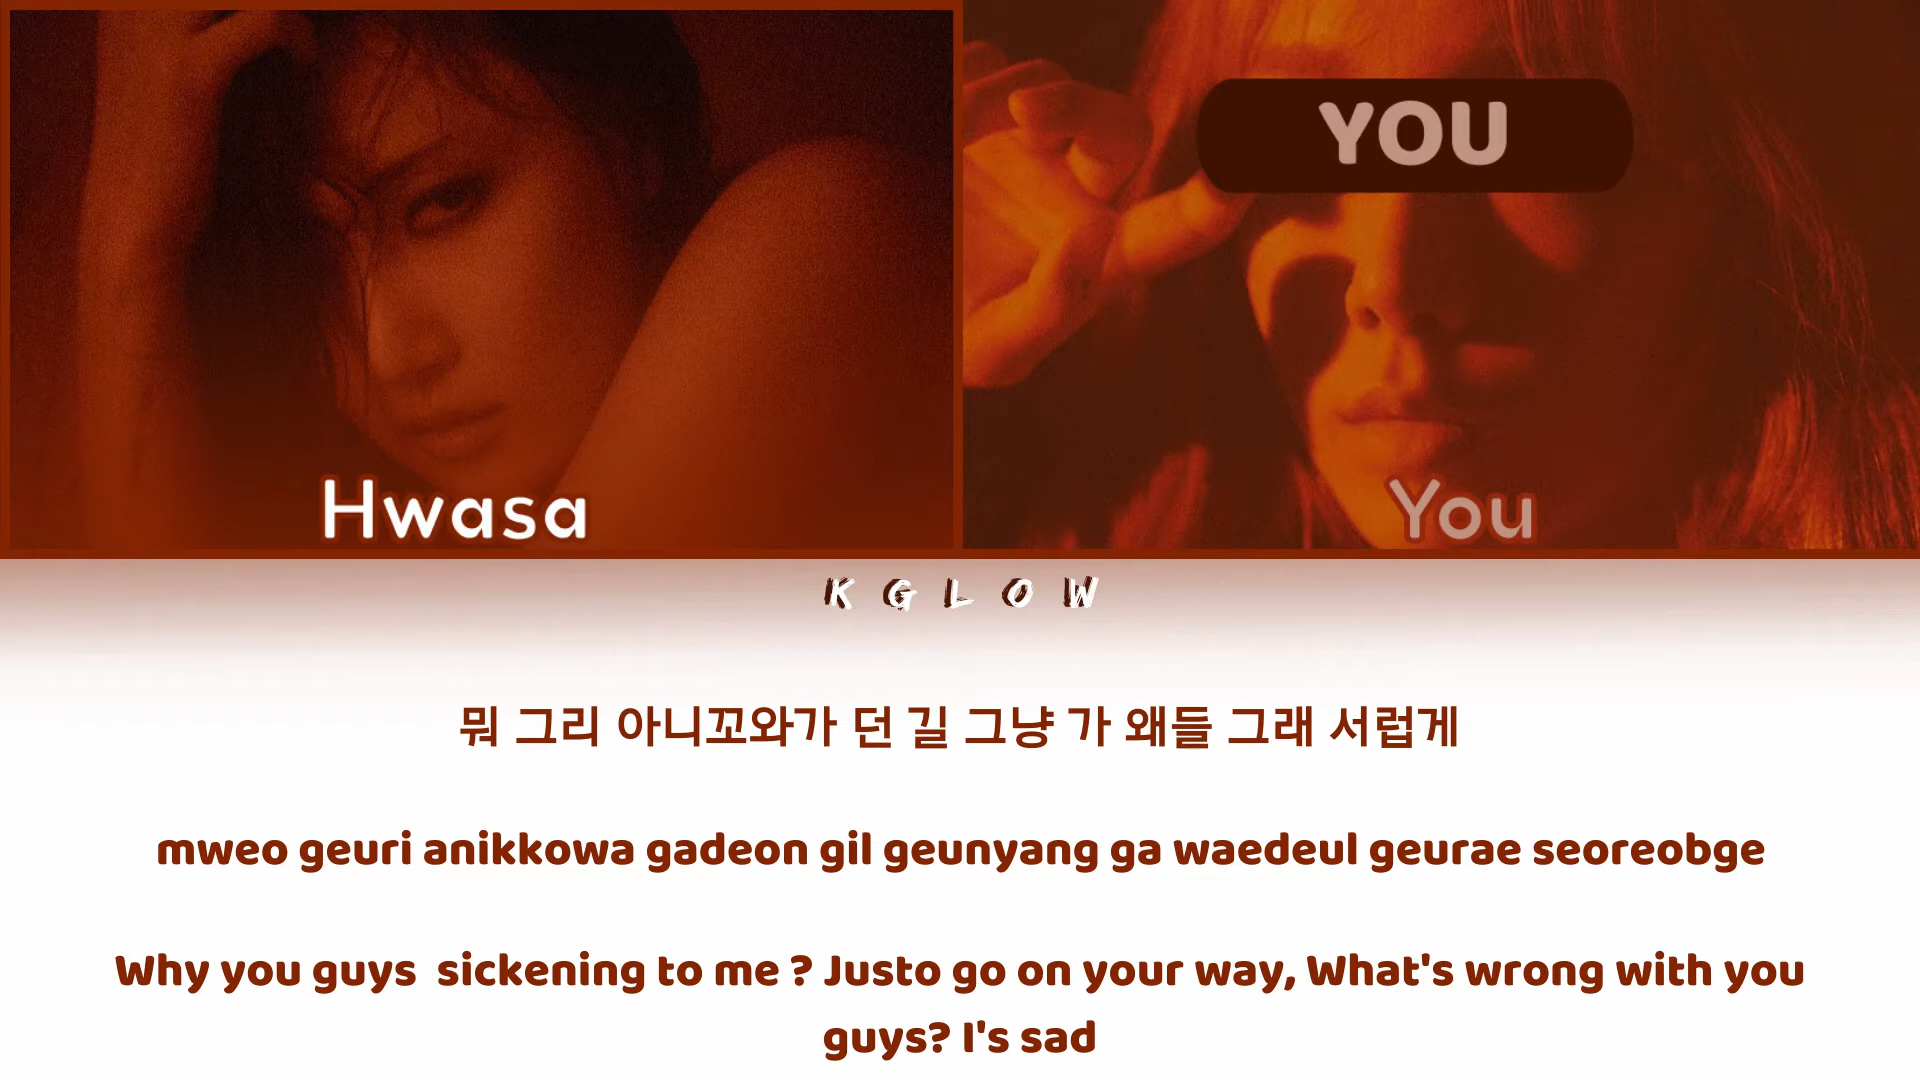 YOU
Hwasa
You
KGLOW
뭐 그리 아니꼬와가 던 길 그냥 가 왜들 그래 서럽게
mweo geuri anikkowa gadeon gil geunyang ga waedeul geurae seoreobge
Why you guys  sickening to me ? Justo go on your way, What's wrong with you
guys? I's sad